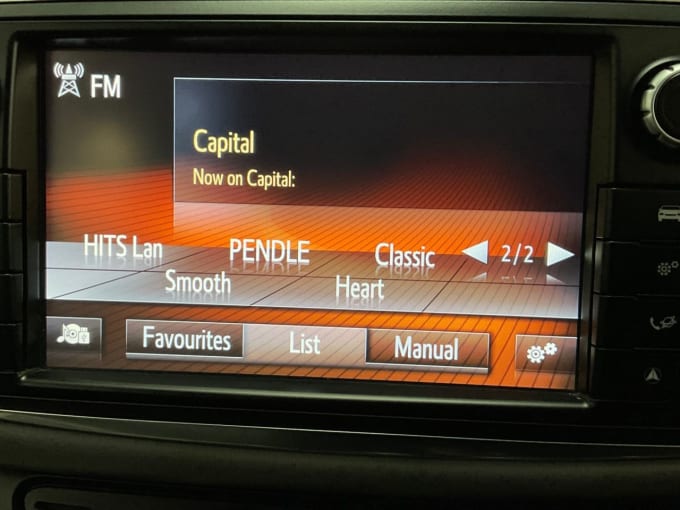 FM
Capital
Now on Capital:
HITS Lan PENDLE Classic 2/2
Smooth Heart
Favourites List Manual